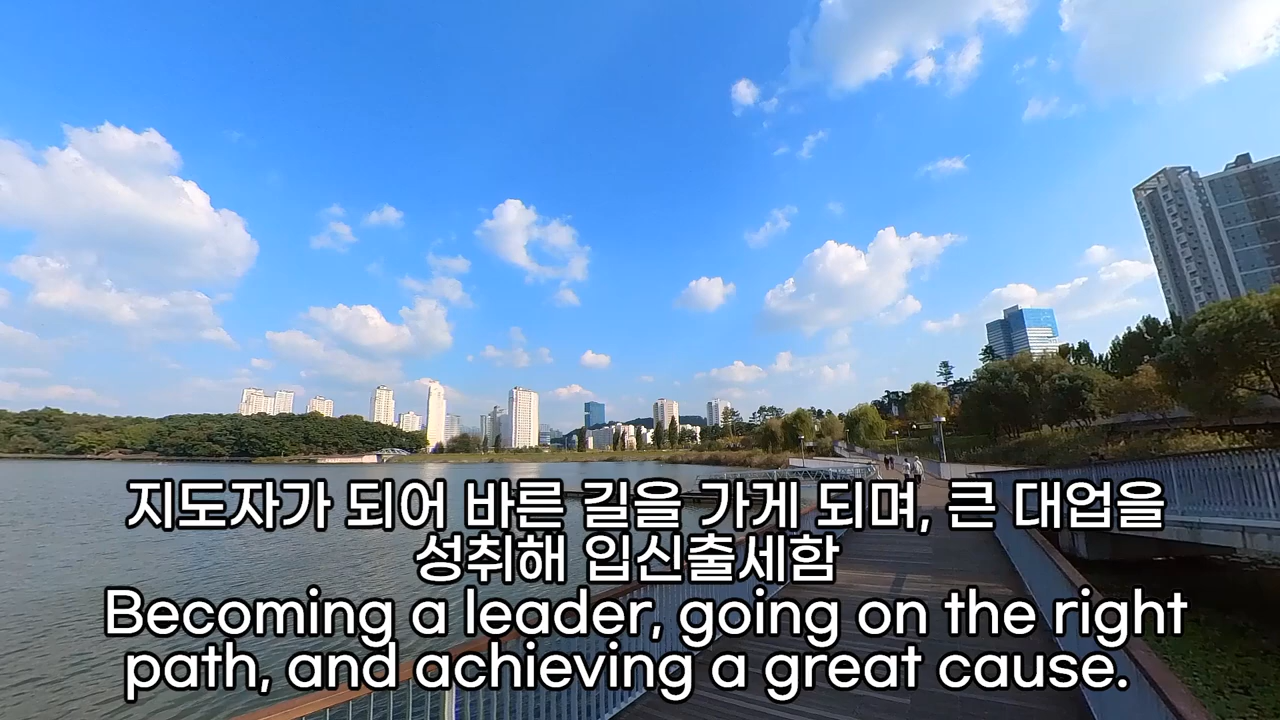 지도자가 되어 바른 길을 가게 되며, 큰 대업을
성취해 입신출세함
Becoming a leader, going on the right
path, and achieving a great cause.